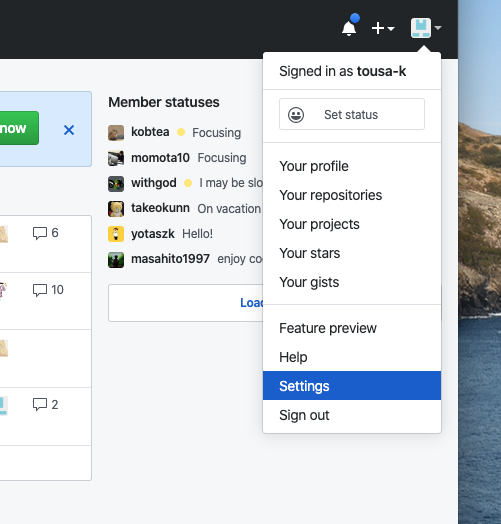 Signed in as tousa-k
Set status
Your profile
Your repositories
Your projects
Your stars
Your gists
Feature preview
Help
Settings
Sign out
now
6
10
2
Member statuses
kobtea Focusing
momota10 Focusing
withgod I may be slo
takeokunn On vacation
yotaszk Hello!
masahito1997 enjoy co
Loa